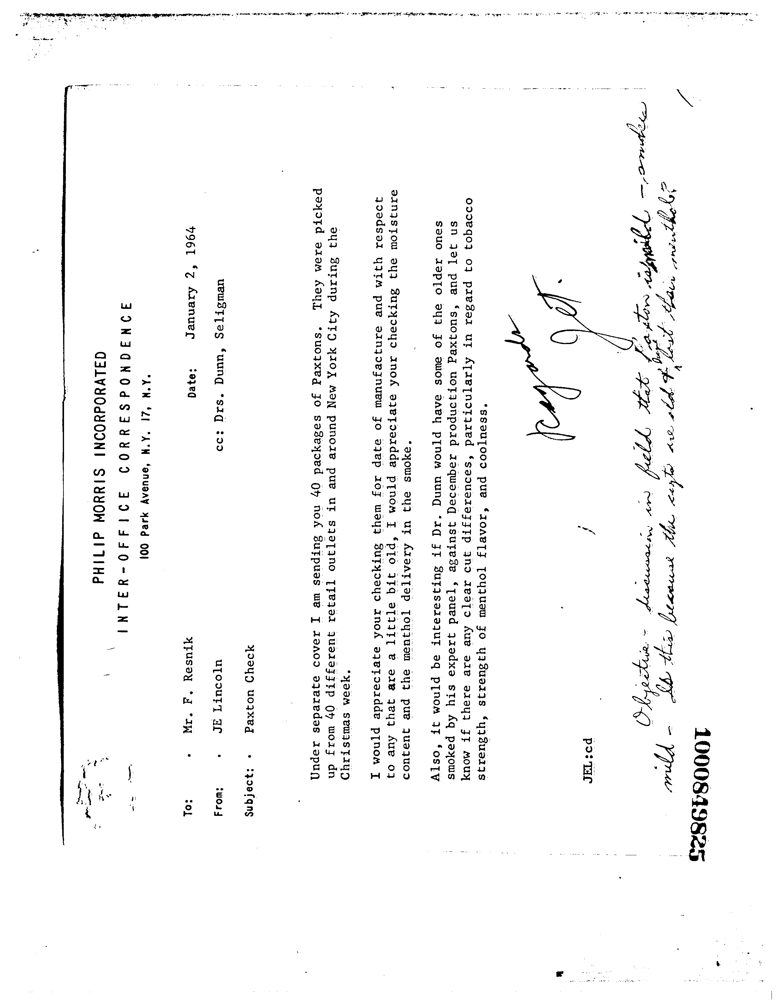 PHILIP MORRIS INCORPORATED
INTER-OFFICE CORRESPONDENCE
100 Park Avenue, N.Y. 17, N.Y.
To: . Mr. F. Resnik Date: January 2, 1964
From: . JE Lincoln cc: Drs. Dunn, Seligman
Subject: . Paxton Check
Under separate cover I am sending you 40 packages of Paxtons. They were picked
up from 40 different retail outlets in and around New York City during the
Christmas week.
I would appreciate your checking them for date of manufacture and with respect
to any that are a little bit old, I would appreciate your checking the moisture
content and the menthol delivery in the smoke.
Also, it would be interesting if Dr. Dunn would have some of the older ones
smoked by his expert panel, against December production Paxtons, and let us
know if there are any clear cut differences, particularly in regard to tobacco
strength, strength of menthol flavor, and coolness.
Regards
JEL:cd
Objective - discussion in field that Paxton is mild - smokes
mild - Is this because the cigts are old & have lost their menthol?
1000849825